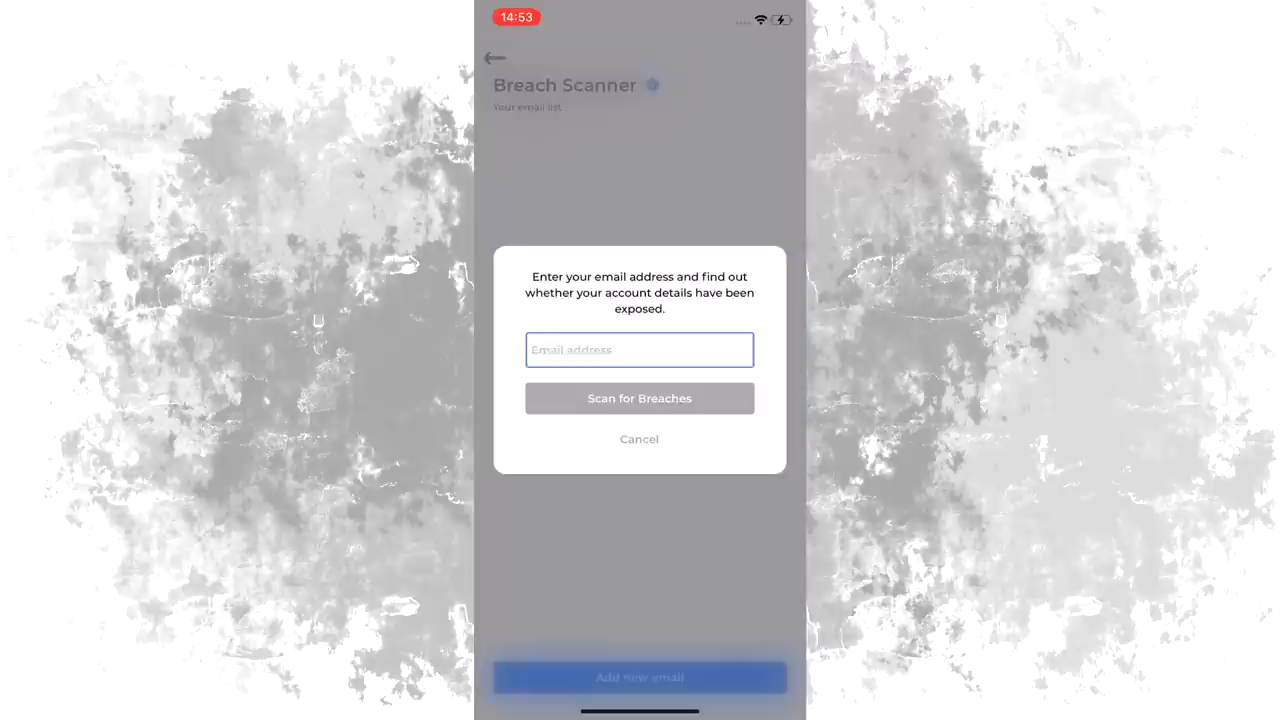 14:53
Breach Scanner
Your email list
Enter your email address and find out
whether your account details have been
exposed.
Email address
Scan for Breaches
Cancel
Add new email